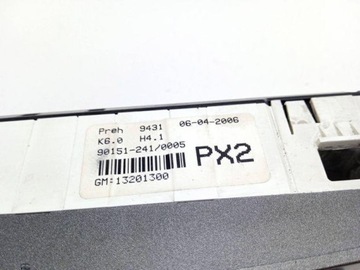 Preh 9431 06-04-2006
K6.0 H4.1
90151-241/0005 PX2
GM:13201300